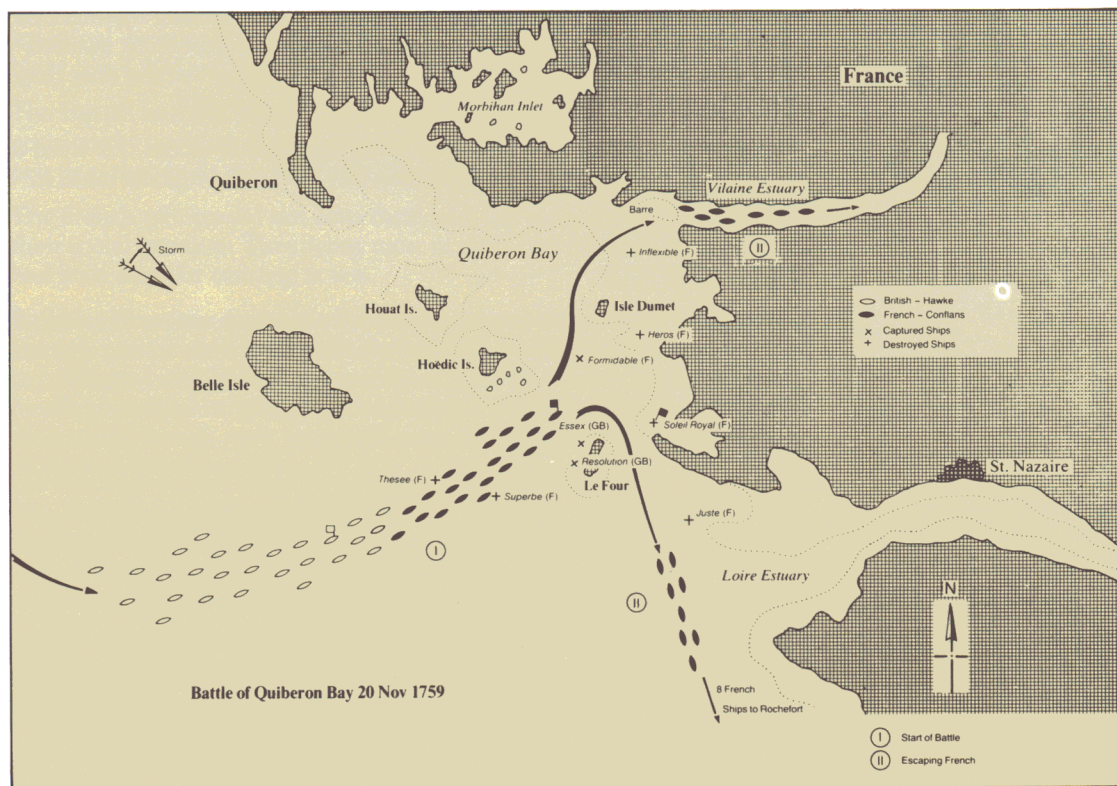 France
Morbihan Inlet
Quiberon
Vilaine Estuary
Barre
II
Storm
Quiberon Bay
Inflexible (F)
Houat Is.
Isle Dumet
British - Hawke
French - Conflans
Captured Ships
Destroyed Ships
Heros (F)
Hoëdic Is.
Formidable (F)
Belle Isle
Essex (GB)
Soleil Royal (F)
Resolution (GB)
St. Nazaire
Thesee (F)
Le Four
Superbe (F)
Juste (F)
I
Loire Estuary
II
N
Battle of Quiberon Bay 20 Nov 1759
8 French
Ships to Rochefort
I Start of Battle
II Escaping French